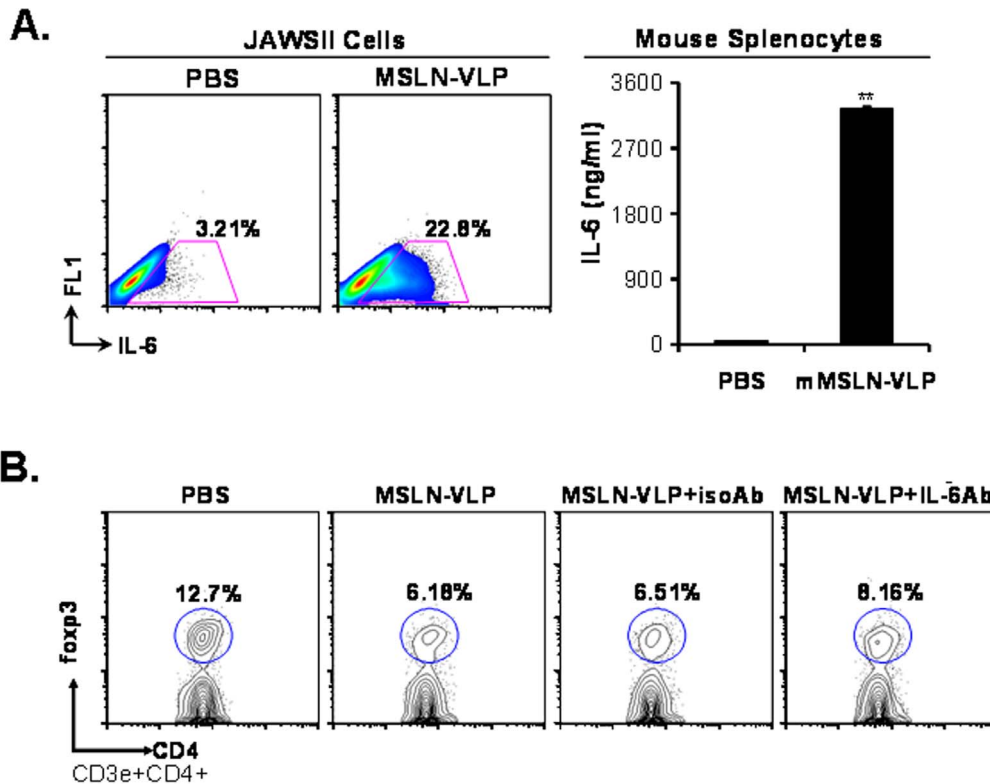 A.
JAWSII Cells
PBS
MSLN-VLP
3.21%
22.8%
FL1
IL-6
Mouse Splenocytes
IL-6 (ng/ml)
3600
2700
1800
900
0
**
PBS
mMSLN-VLP
B.
PBS
MSLN-VLP
MSLN-VLP+isoAb
MSLN-VLP+IL-6Ab
12.7%
6.18%
6.51%
8.16%
foxp3
CD4
CD3e+CD4+